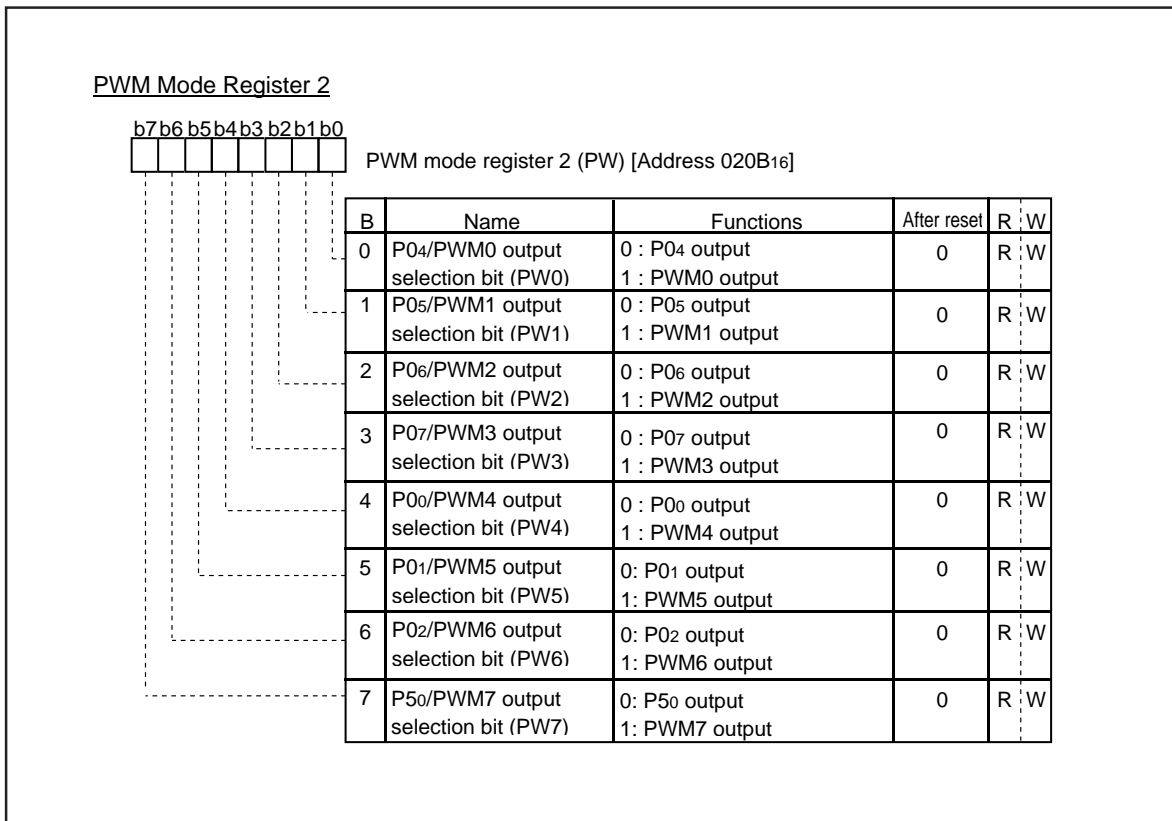 PWM Mode Register 2
b7 b6 b5 b4 b3 b2 b1 b0
PWM mode register 2 (PW) [Address 020B16]
B Name Functions After reset R W
0 P04/PWM0 output selection bit (PW0) 0 : P04 output 0 R W
1 : PWM0 output
1 P05/PWM1 output selection bit (PW1) 0 : P05 output 0 R W
1 : PWM1 output
2 P06/PWM2 output selection bit (PW2) 0 : P06 output 0 R W
1 : PWM2 output
3 P07/PWM3 output selection bit (PW3) 0 : P07 output 0 R W
1 : PWM3 output
4 P00/PWM4 output selection bit (PW4) 0 : P00 output 0 R W
1 : PWM4 output
5 P01/PWM5 output selection bit (PW5) 0: P01 output 0 R W
1: PWM5 output
6 P02/PWM6 output selection bit (PW6) 0: P02 output 0 R W
1: PWM6 output
7 P50/PWM7 output selection bit (PW7) 0: P50 output 0 R W
1: PWM7 output